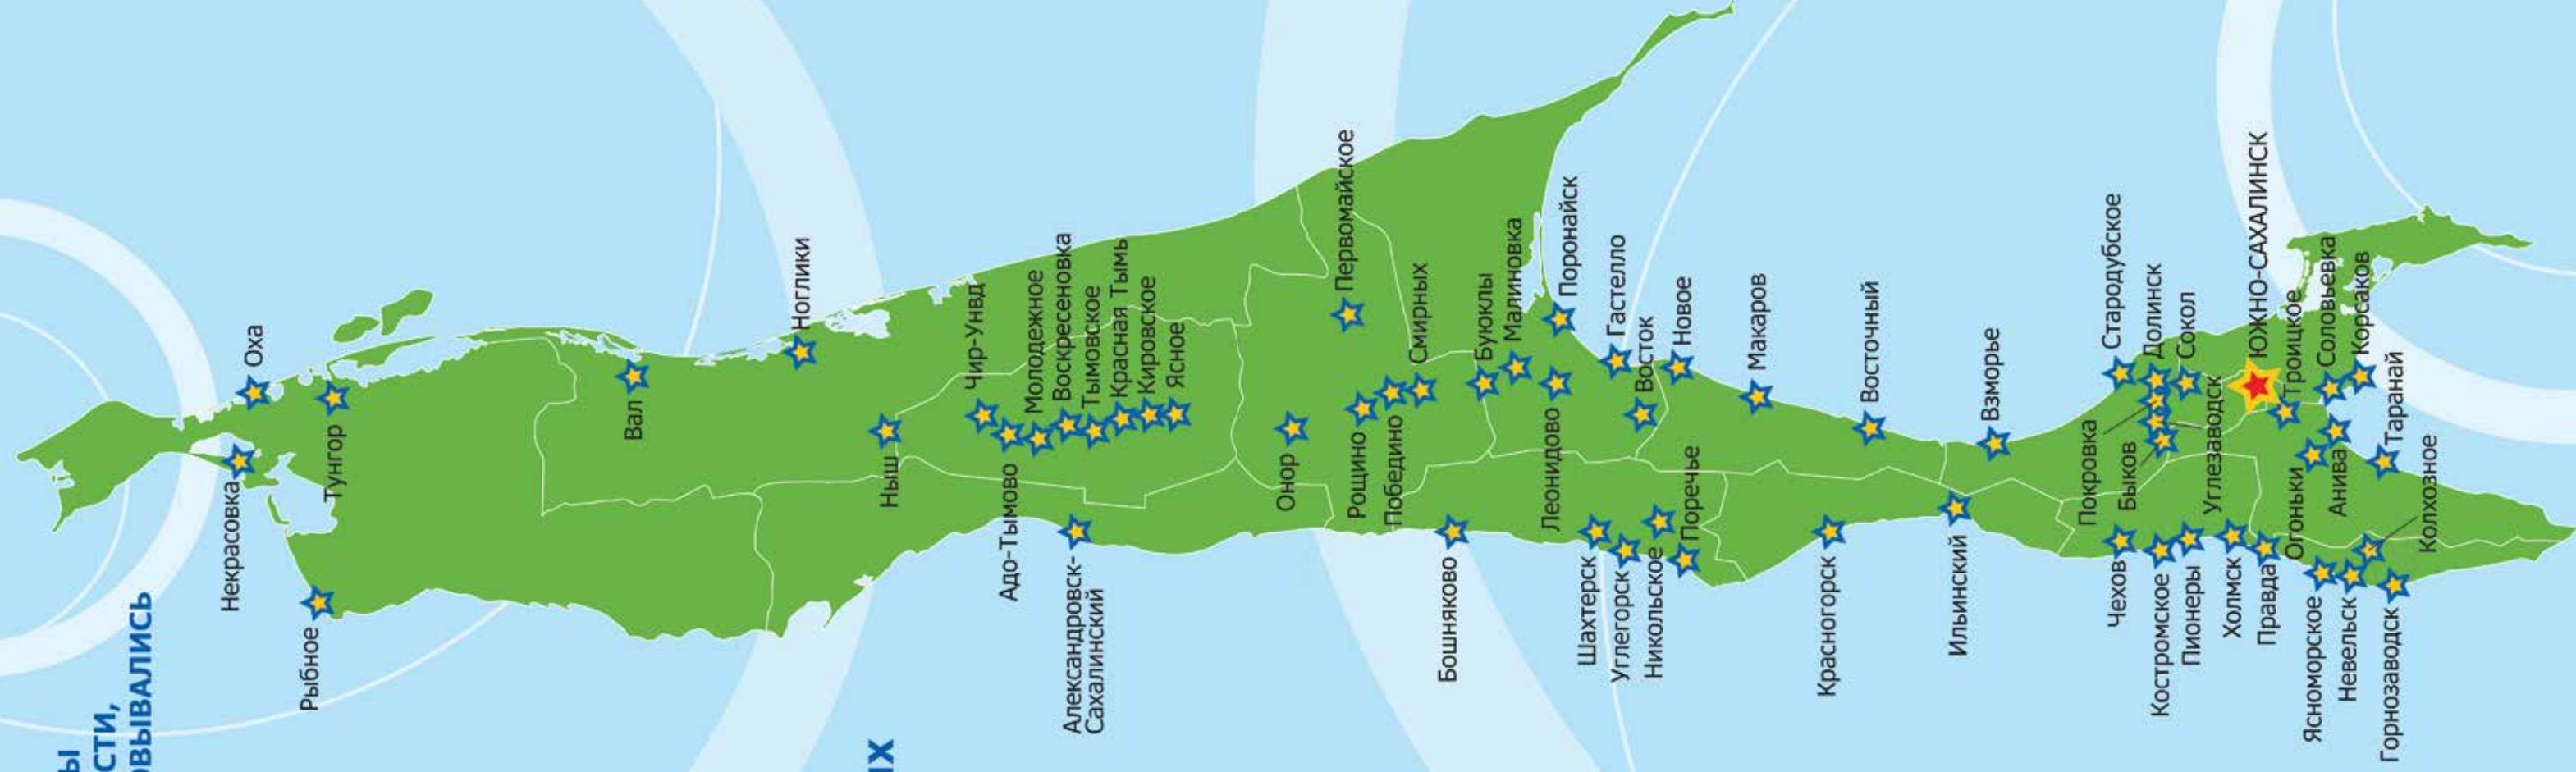 Ы
СТИ,
ОВЫВАЛИСЬ
ИХ
Оха
Некрасовка
Тунгор
Рыбное
Вал
Ноглики
Ныш
Чир-Унвд
Адо-Тымово
Молодежное
Воскресеновка
Тымовское
Красная Тымь
Кировское
Ясное
Александровск-
Сахалинский
Онор
Первомайское
Рощино
Победино
Смирных
Бошняково
Буюклы
Малиновка
Леонидово
Поронайск
Гастелло
Восток
Новое
Шахтерск
Углегорск
Никольское
Поречье
Макаров
Красногорск
Восточный
Ильинский
Взморье
Стародубское
Долинск
Сокол
Покровка
Быков
Углезаводск
Чехов
Костромское
Пионеры
Холмск
Правда
ЮЖНО-САХАЛИНСК
Троицкое
Соловьевка
Корсаков
Огоньки
Анива
Таранай
Ясноморское
Невельск
Колхозное
Горнозаводск